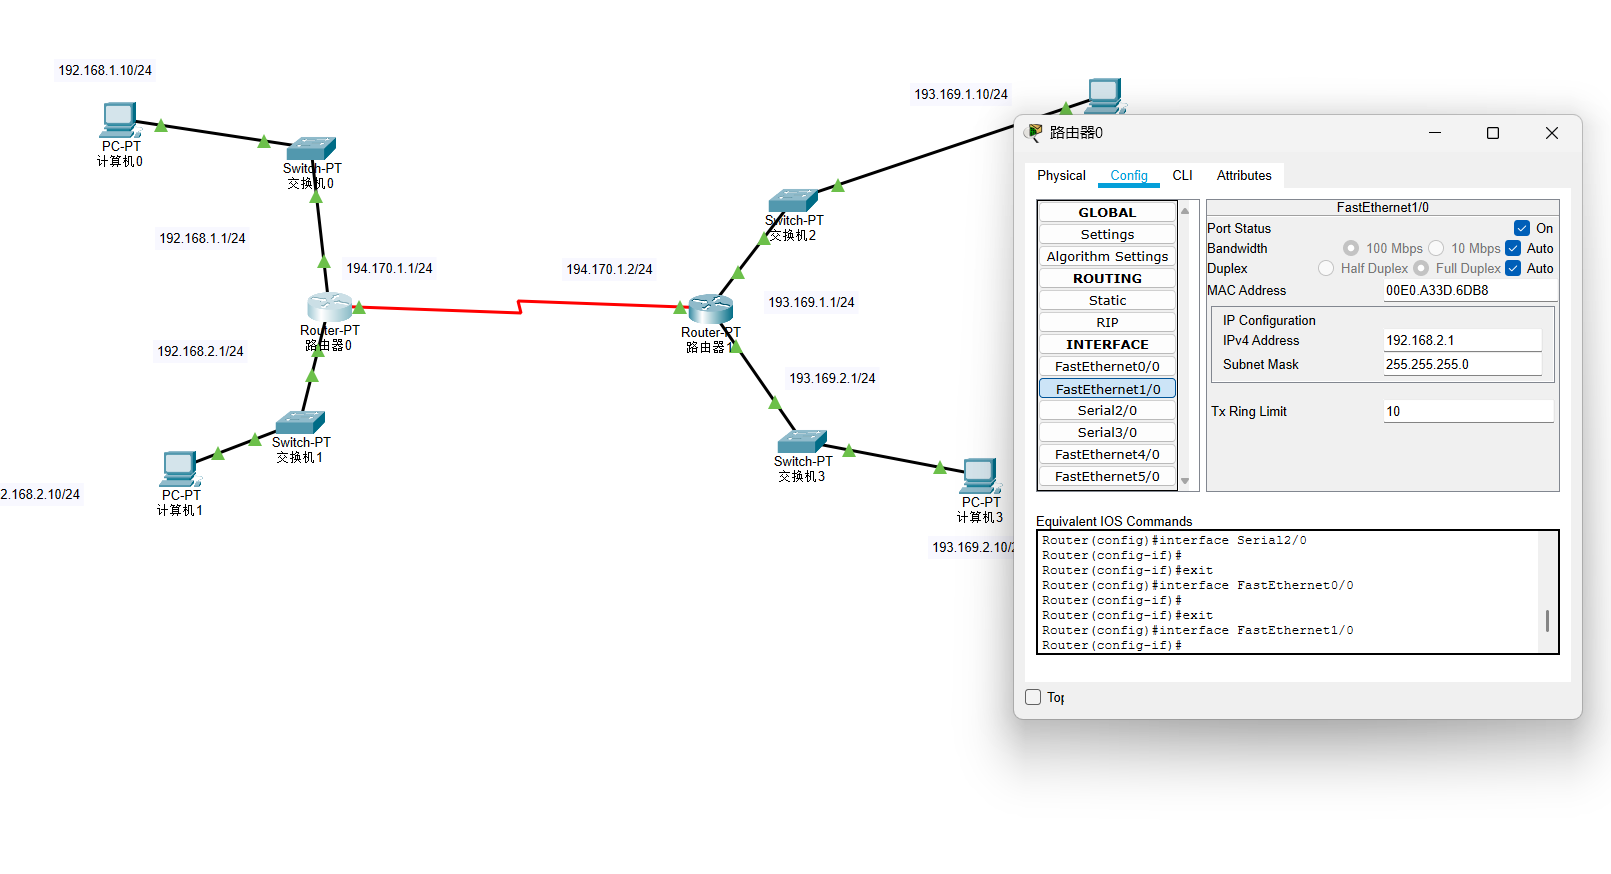 192.168.1.10/24
PC-PT
计算机0
Switch-PT
交换机0
192.168.1.1/24
194.170.1.1/24
Router-PT
路由器0
192.168.2.1/24
Switch-PT
交换机1
2.168.2.10/24
PC-PT
计算机1
194.170.1.2/24
193.169.1.10/24
Switch-PT
交换机2
193.169.1.1/24
Router-PT
路由器1
193.169.2.1/24
Switch-PT
交换机3
PC-PT
计算机3
193.169.2.10/2
路由器0
Physical Config CLI Attributes
GLOBAL
Settings
Algorithm Settings
ROUTING
Static
RIP
INTERFACE
FastEthernet0/0
FastEthernet1/0
Serial2/0
Serial3/0
FastEthernet4/0
FastEthernet5/0
FastEthernet1/0
Port Status On
Bandwidth 100 Mbps 10 Mbps Auto
Duplex Half Duplex Full Duplex Auto
MAC Address 00E0.A33D.6DB8
IP Configuration
IPv4 Address 192.168.2.1
Subnet Mask 255.255.255.0
Tx Ring Limit 10
Equivalent IOS Commands
Router(config)#interface Serial2/0
Router(config-if)#
Router(config-if)#exit
Router(config)#interface FastEthernet0/0
Router(config-if)#
Router(config-if)#exit
Router(config)#interface FastEthernet1/0
Router(config-if)#
Top